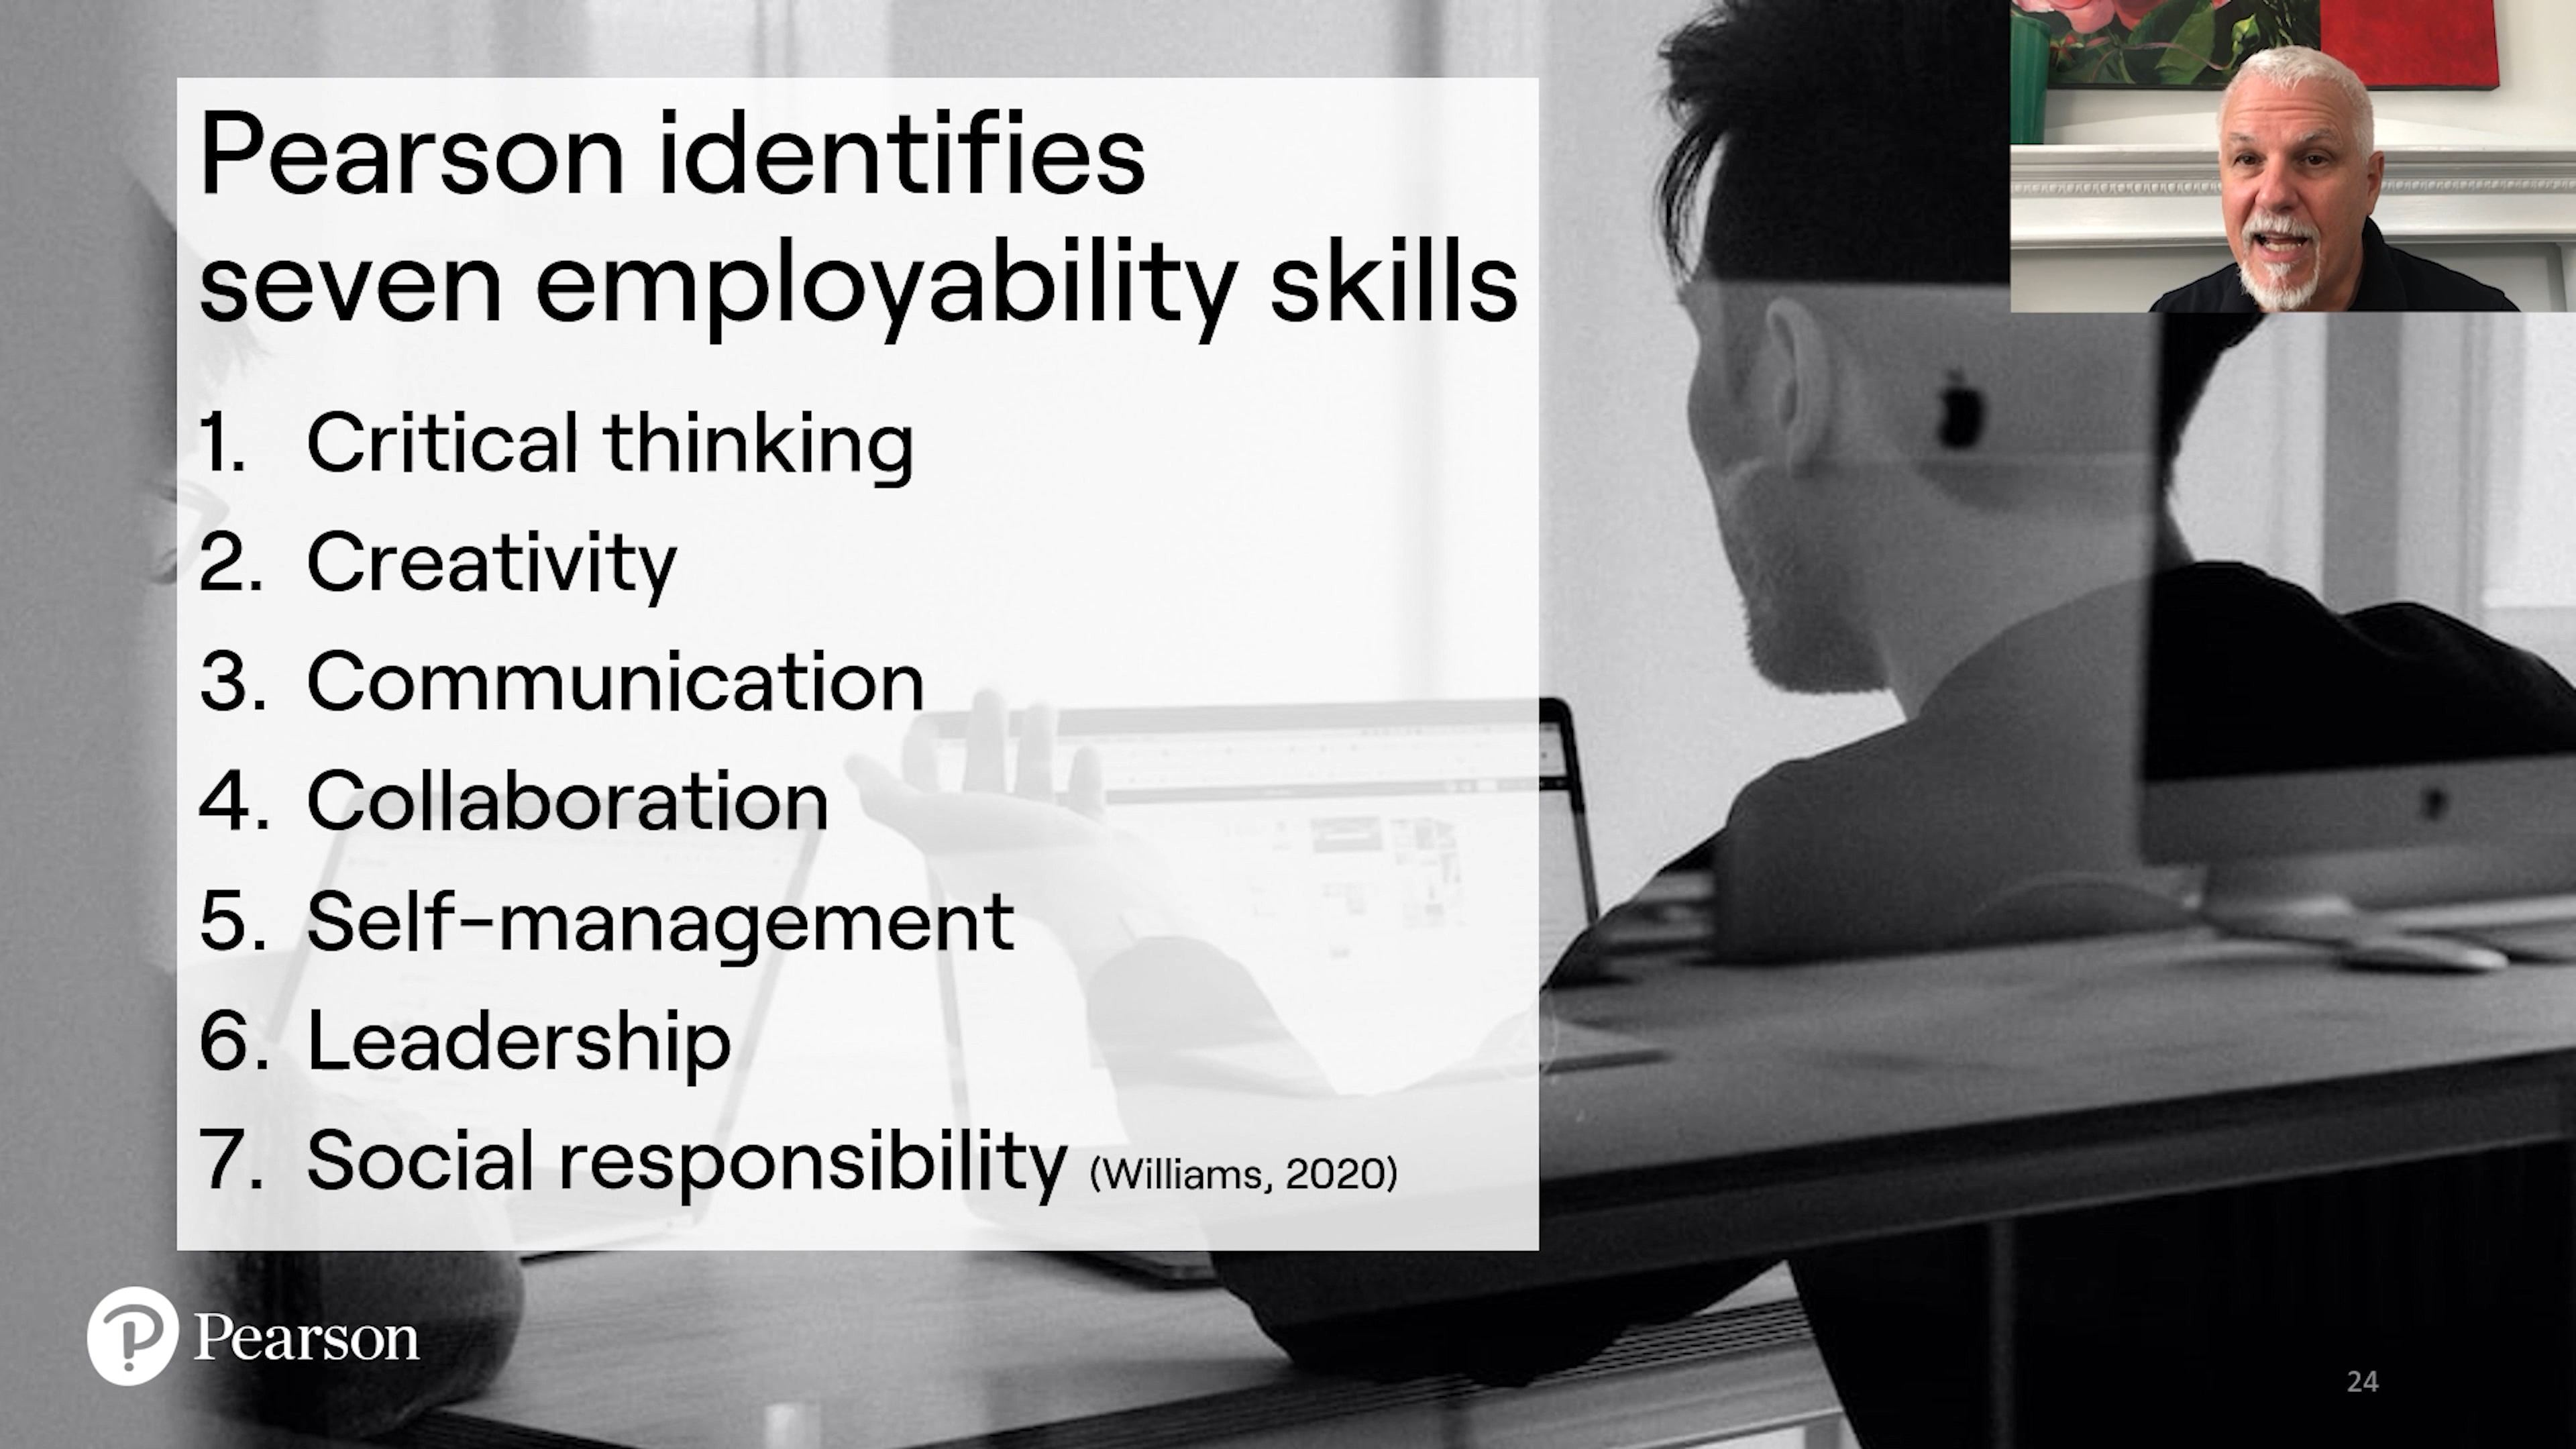 Pearson identifies
seven employability skills
1. Critical thinking
2. Creativity
3. Communication
4. Collaboration
5. Self-management
6. Leadership
7. Social responsibility (Williams, 2020)
Pearson
24